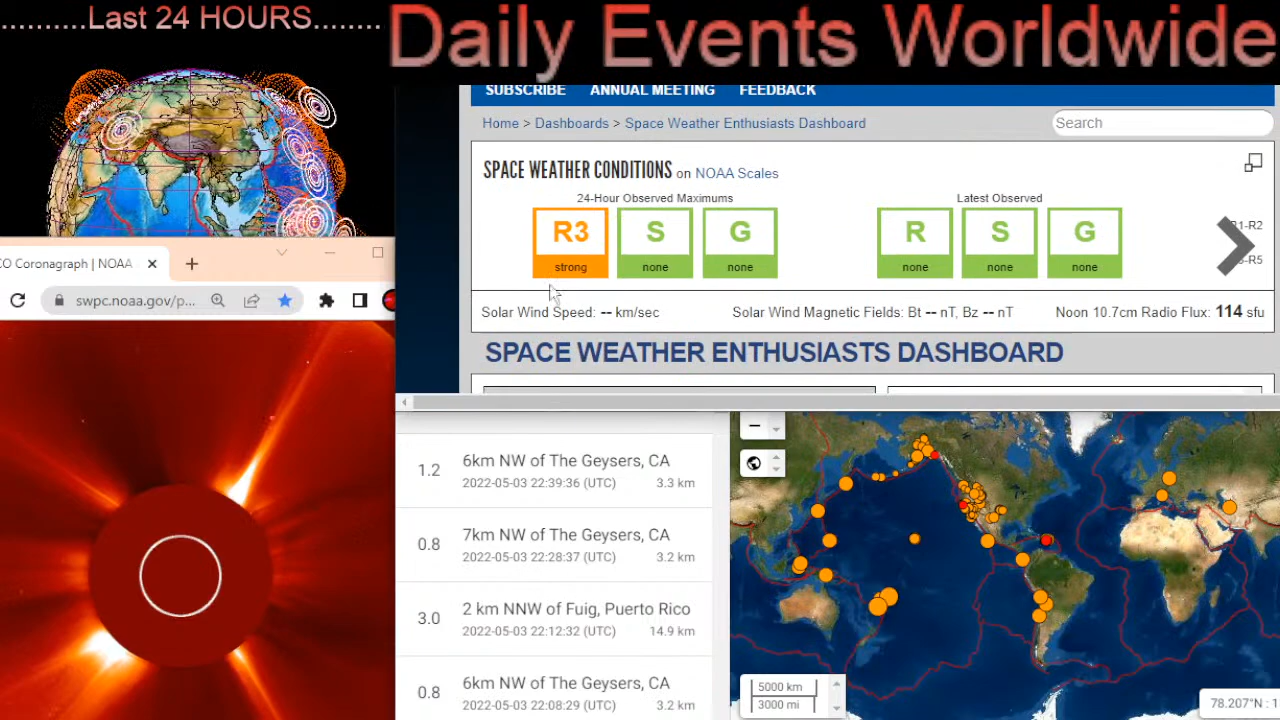 ..........Last 24 HOURS........
Daily Events Worldwide
SUBSCRIBE ANNUAL MEETING FEEDBACK
Home > Dashboards > Space Weather Enthusiasts Dashboard
Search
SPACE WEATHER CONDITIONS on NOAA Scales
24-Hour Observed Maximums
Latest Observed
R3 S G
R S G
strong none none
none none none
R1-R2
-R5
Solar Wind Speed: -- km/sec
Solar Wind Magnetic Fields: Bt -- nT, Bz -- nT
Noon 10.7cm Radio Flux: 114 sfu
SPACE WEATHER ENTHUSIASTS DASHBOARD
CO Coronagraph | NOAA
swpc.noaa.gov/p...
1.2
6km NW of The Geysers, CA
2022-05-03 22:39:36 (UTC) 3.3 km
0.8
7km NW of The Geysers, CA
2022-05-03 22:28:37 (UTC) 3.2 km
3.0
2 km NNW of Fuig, Puerto Rico
2022-05-03 22:12:32 (UTC) 14.9 km
0.8
6km NW of The Geysers, CA
2022-05-03 22:08:29 (UTC) 3.2 km
5000 km
3000 mi
78.207°N : 1